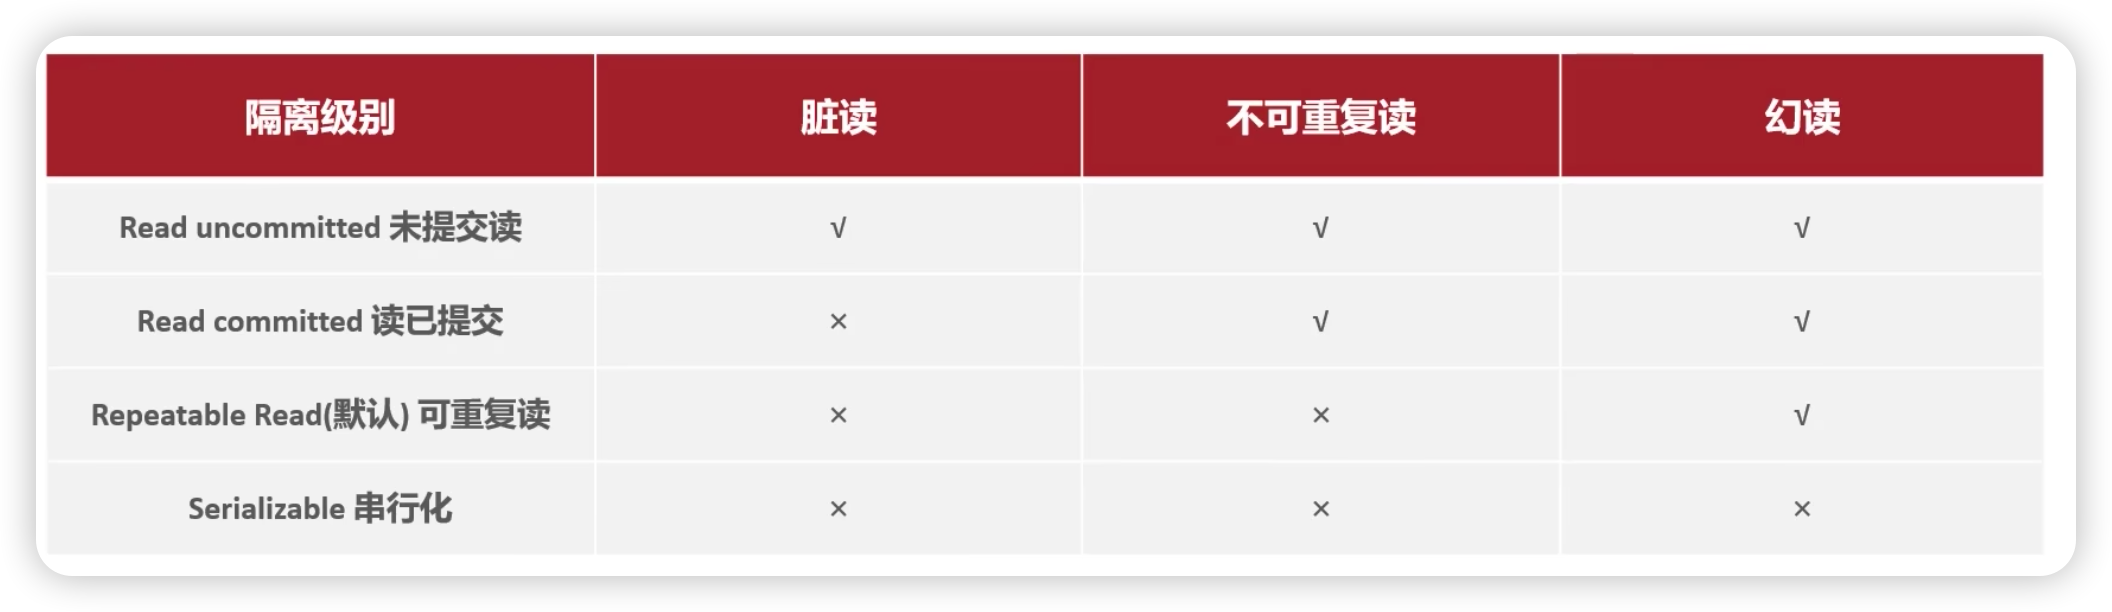 隔离级别 脏读 不可重复读 幻读
Read uncommitted 未提交读 √ √ √
Read committed 读已提交 × √ √
Repeatable Read(默认) 可重复读 × × √
Serializable 串行化 × × ×